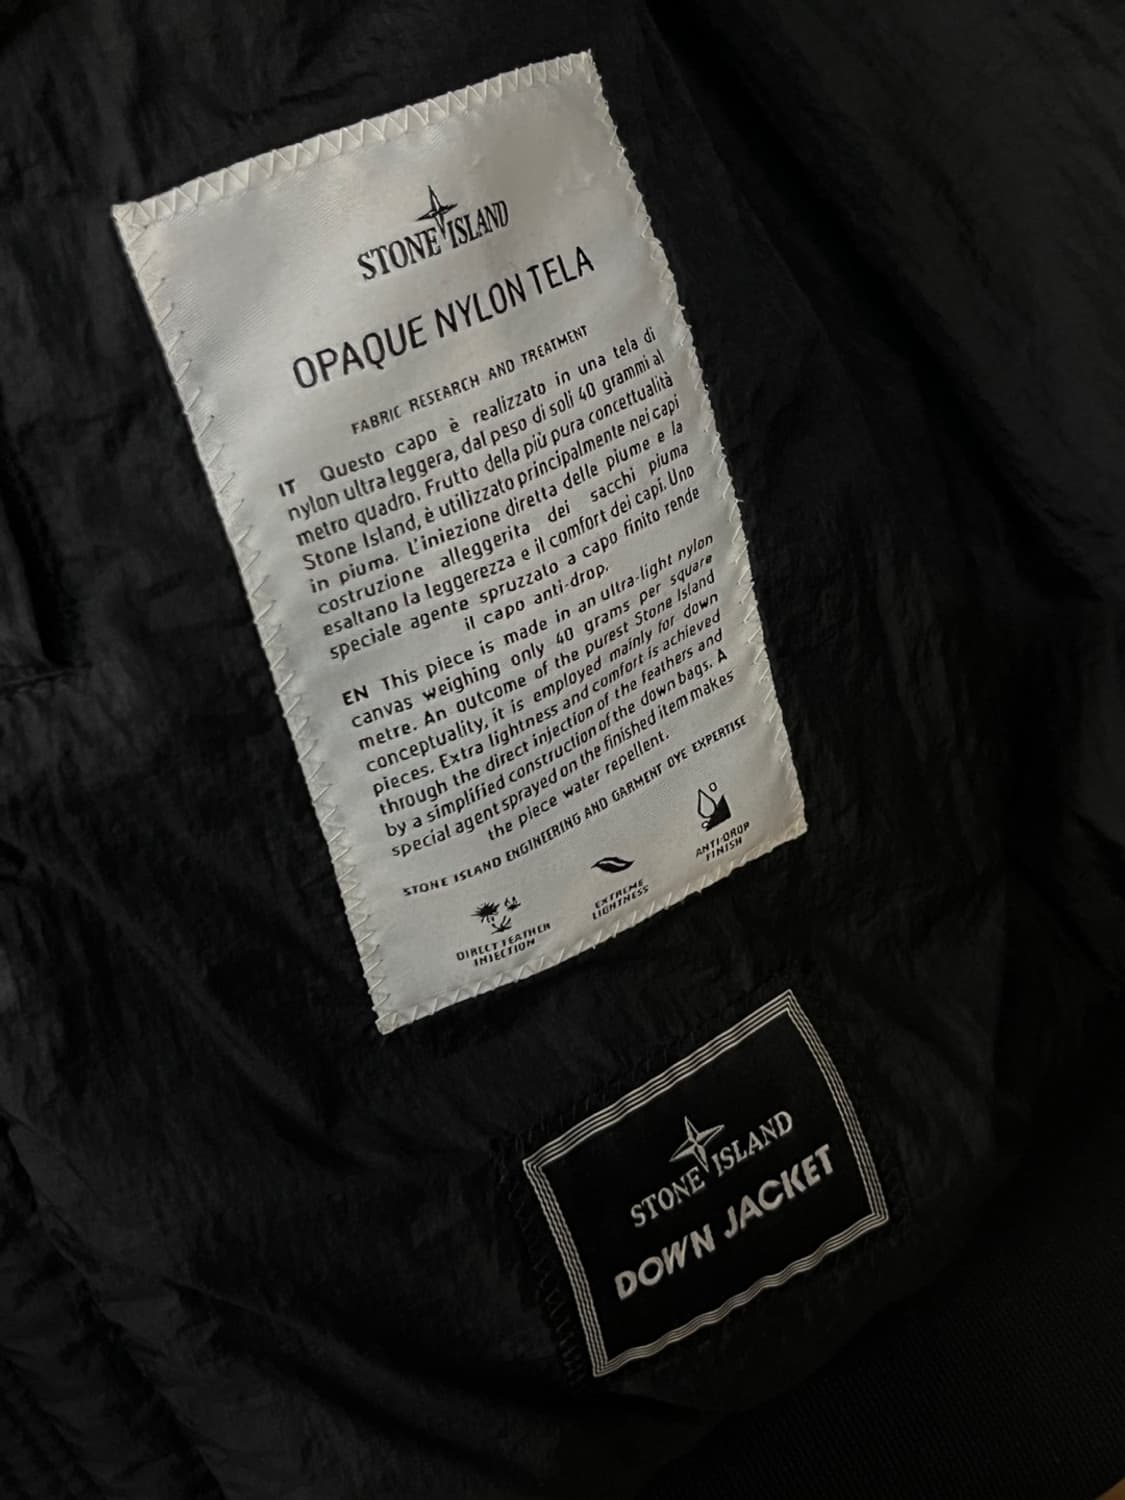 STONE ISLAND
OPAQUE NYLON TELA
FABRIC RESEARCH AND TREATMENT
IT Questo capo è realizzato in una tela di
nylon ultra leggera, dal peso di soli 40 grammi al
metro quadro. Frutto della più pura concettualità
Stone Island, è utilizzato principalmente nei capi
in piuma. L'iniezione diretta delle piume e la
costruzione alleggerita dei sacchi piuma
esaltano la leggerezza e il comfort dei capi. Uno
speciale agente spruzzato a capo finito rende
il capo anti-drop.
EN This piece is made in an ultra-light nylon
canvas weighing only 40 grams per square
metre. An outcome of the purest Stone Island
conceptuality, it is employed mainly for down
pieces. Extra lightness and comfort is achieved
through the direct injection of the feathers and
by a simplified construction of the down bags. A
special agent sprayed on the finished item makes
the piece water repellent.
STONE ISLAND ENGINEERING AND GARMENT DYE EXPERTISE
DIRECT FEATHER
INJECTION
EXTREME
LIGHTNESS
ANTI-DROP
FINISH
STONE ISLAND
DOWN JACKET